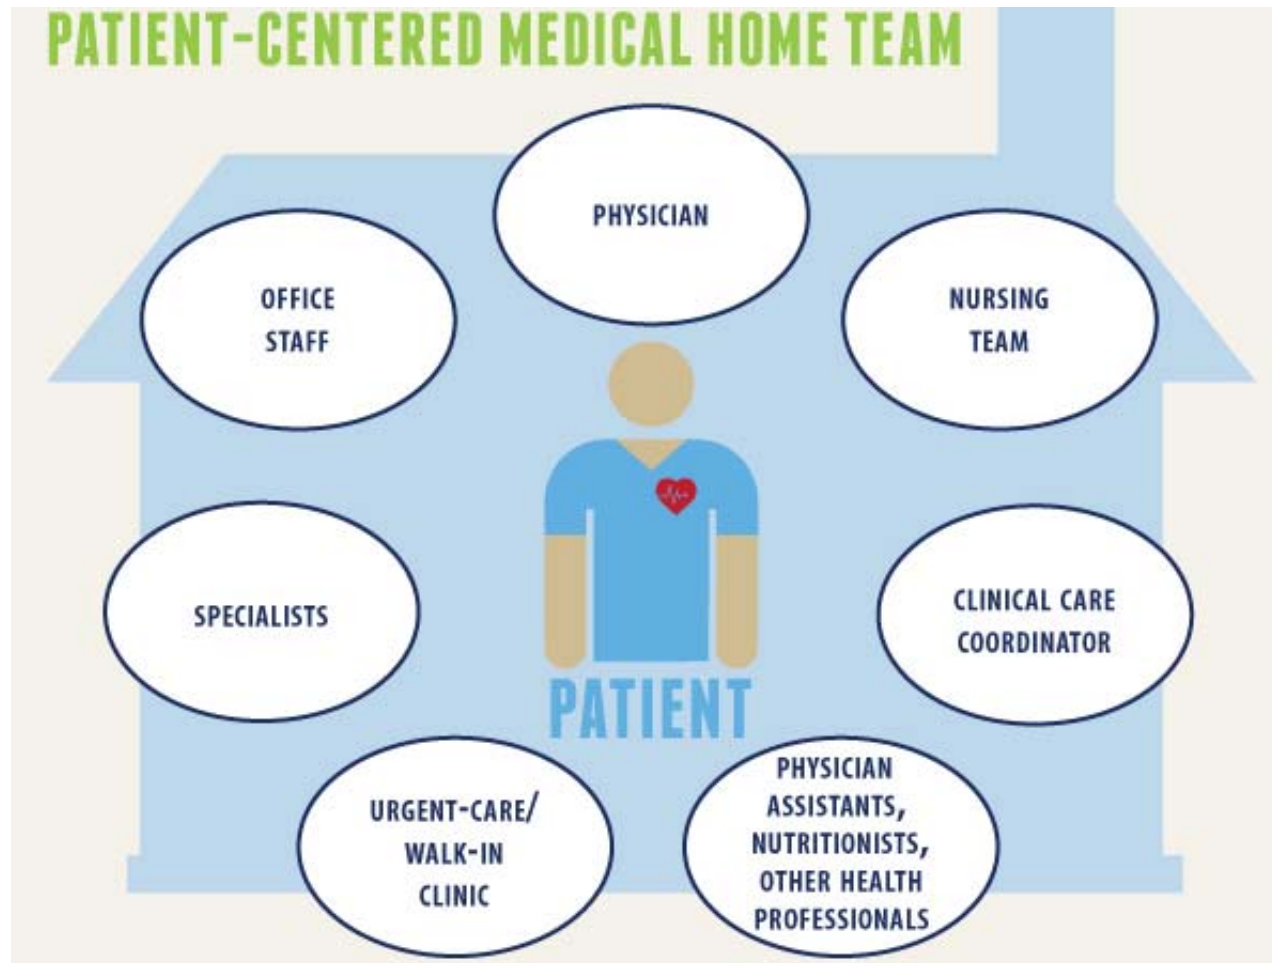 PATIENT-CENTERED MEDICAL HOME TEAM
PHYSICIAN
OFFICE
STAFF
NURSING
TEAM
SPECIALISTS
CLINICAL CARE
COORDINATOR
PATIENT
URGENT-CARE/
WALK-IN
CLINIC
PHYSICIAN
ASSISTANTS,
NUTRITIONISTS,
OTHER HEALTH
PROFESSIONALS